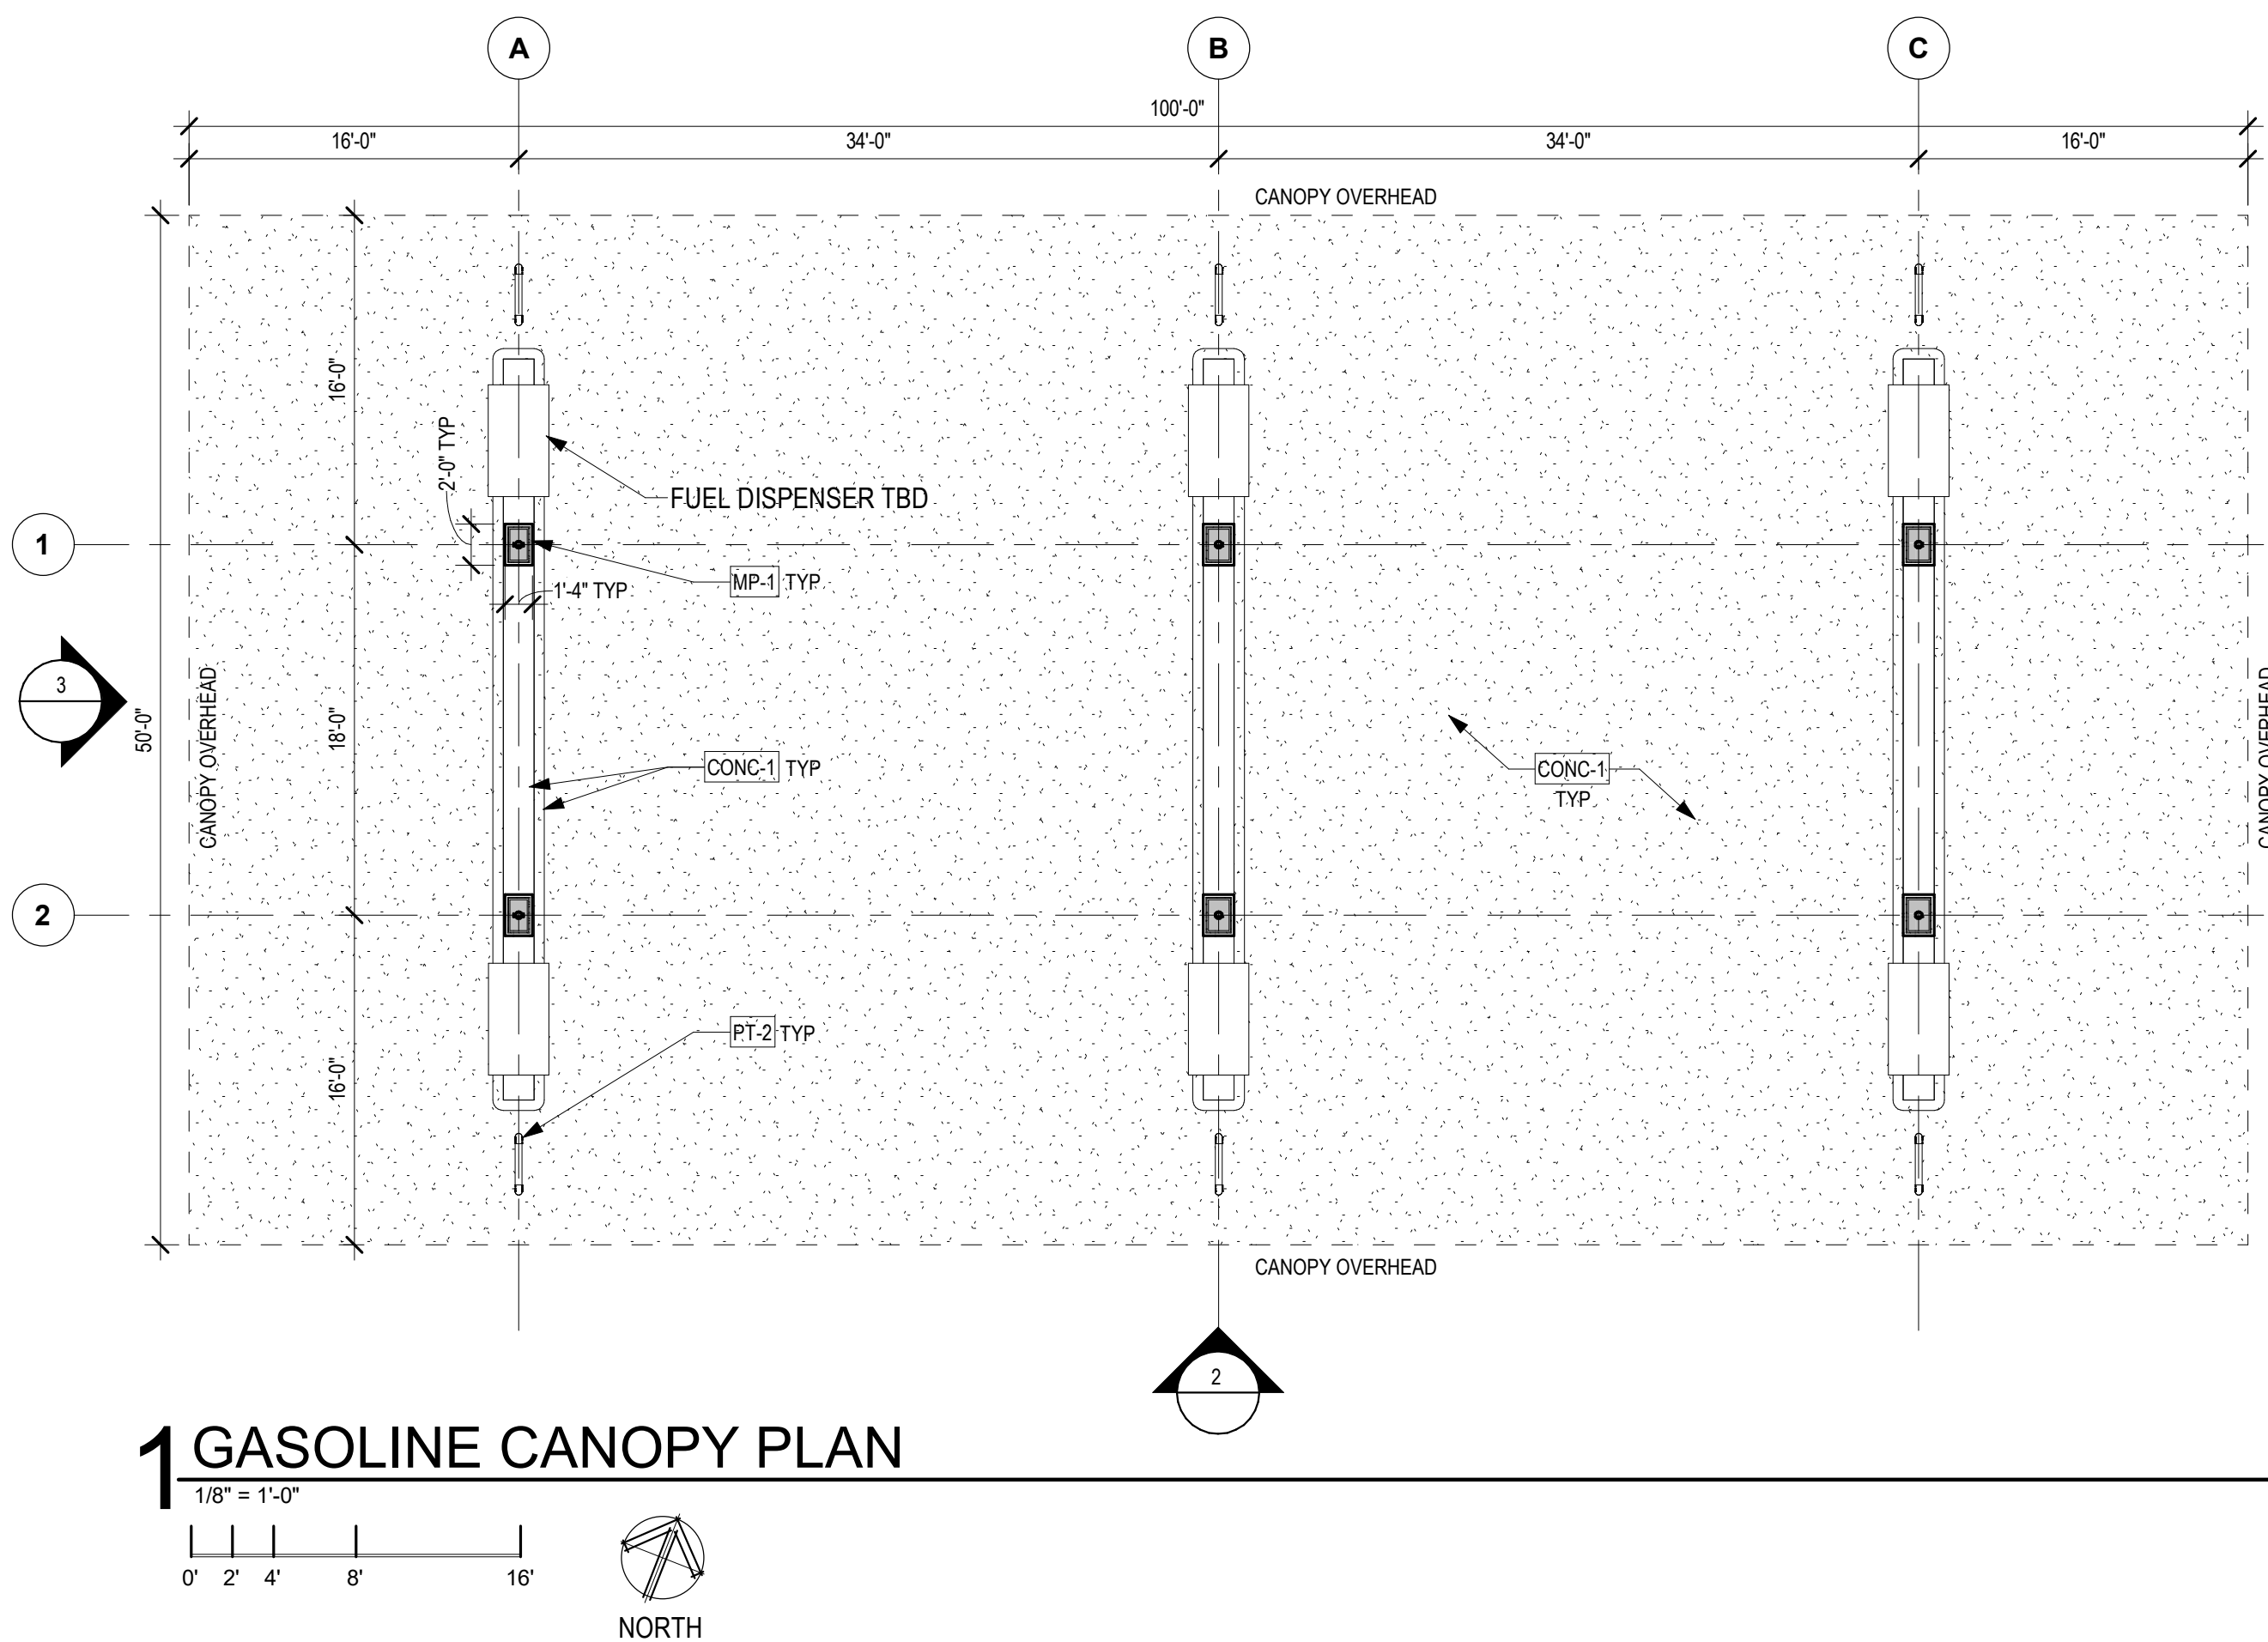 A
B
C
100'-0"
16'-0"
34'-0"
34'-0"
16'-0"
CANOPY OVERHEAD
16'-0"
2'-0" TYP
FUEL DISPENSER TBD
1
MP-1 TYP
1'-4" TYP
3
50'-0"
CANOPY OVERHEAD
18'-0"
CONC-1 TYP
CONC-1
TYP
CANOPY OVERHEAD
2
PT-2 TYP
16'-0"
CANOPY OVERHEAD
2
1 GASOLINE CANOPY PLAN
1/8" = 1'-0"
0' 2' 4' 8' 16'
NORTH